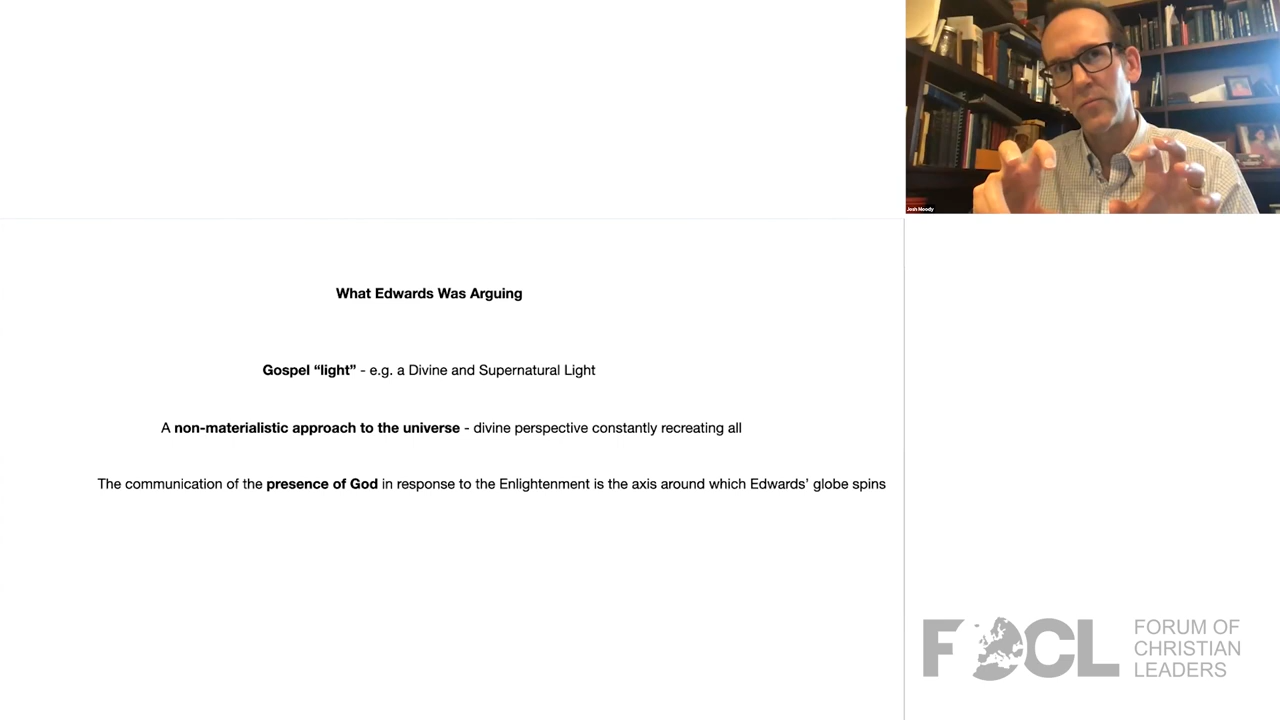 Josh Moody
What Edwards Was Arguing
Gospel “light” - e.g. a Divine and Supernatural Light
A non-materialistic approach to the universe - divine perspective constantly recreating all
The communication of the presence of God in response to the Enlightenment is the axis around which Edwards’ globe spins
FOCL
FORUM OF
CHRISTIAN
LEADERS